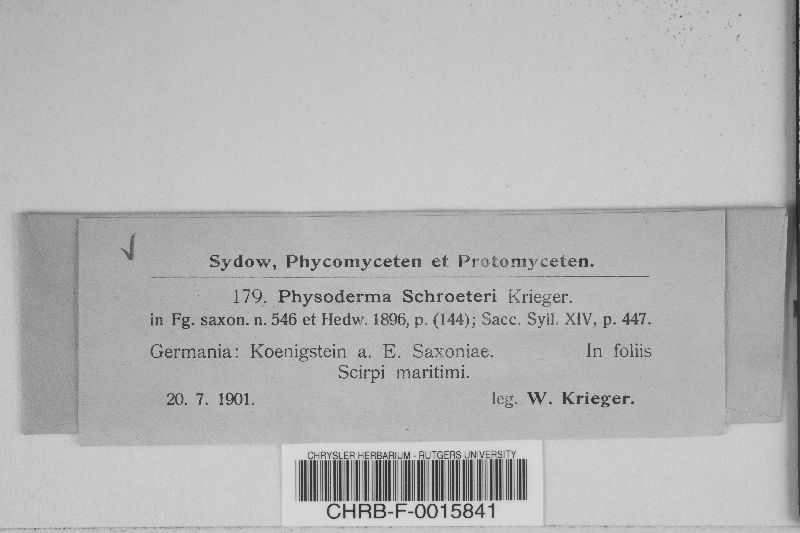 Sydow, Phycomyceten et Protomyceten.
179. Physoderma Schroeteri Krieger.
in Fg. saxon. n. 546 et Hedw. 1896, p. (144); Sacc. Syll. XIV, p. 447.
Germania: Koenigstein a. E. Saxoniae. In foliis
Scirpi maritimi.
20. 7. 1901. leg. W. Krieger.
CHRYSLER HERBARIUM - RUTGERS UNIVERSITY
CHRB-F-0015841